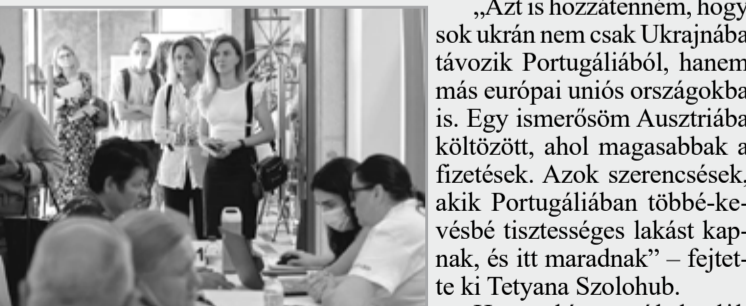 „Azt is hozzátenném, hogy
sok ukrán nem csak Ukrajnába
távozik Portugáliából, hanem
más európai uniós országokba
is. Egy ismerősöm Ausztriába
költözött, ahol magasabbak a
fizetések. Azok szerencsések,
akik Portugáliában többé-ke-
vésbé tisztességes lakást kap-
nak, és itt maradnak” – fejtet-
te ki Tetyana Szolohub.